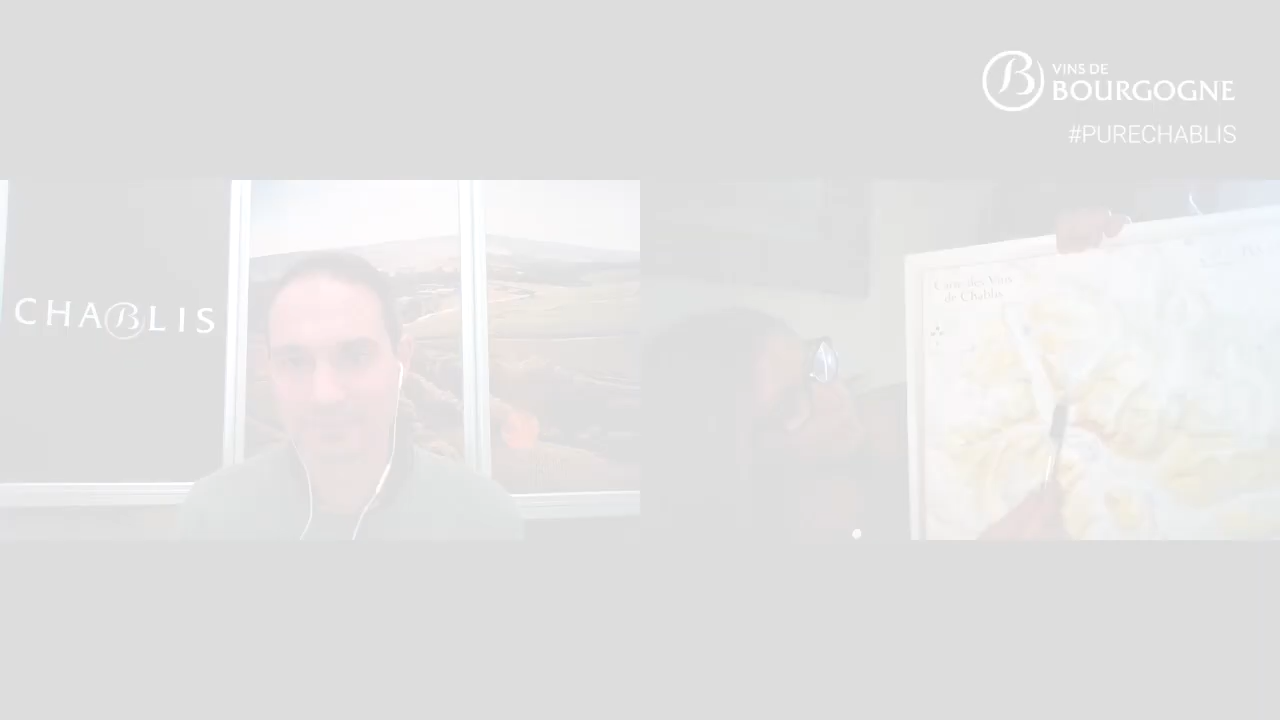 VINS DE
BOURGOGNE
#PURECHABLIS
CHABLIS
Carte des Vins
de Chablis